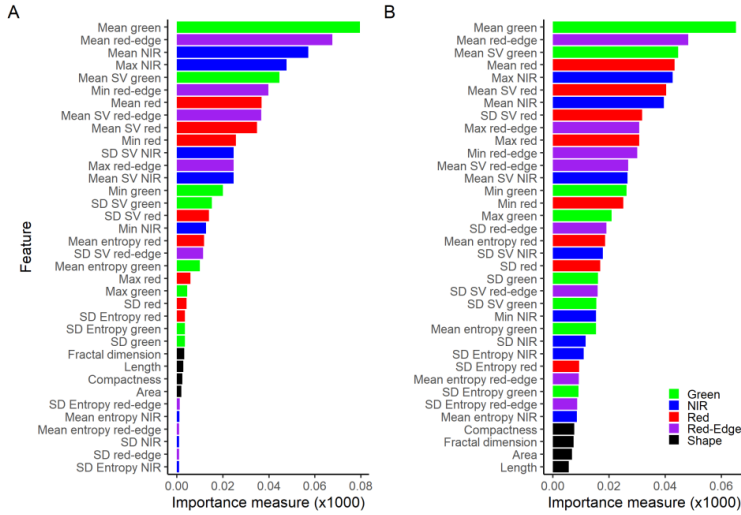 A
Feature
Mean green
Mean red-edge
Mean NIR
Max NIR
Mean SV green
Min red-edge
Mean red
Mean SV red-edge
Mean SV red
Min red
SD SV NIR
Max red-edge
Mean SV NIR
Min green
SD SV green
SD SV red
Min NIR
Mean entropy red
SD SV red-edge
Mean entropy green
Max red
Max green
SD red
SD Entropy red
SD Entropy green
SD green
Fractal dimension
Length
Compactness
Area
SD Entropy red-edge
Mean entropy NIR
Mean entropy red-edge
SD NIR
SD red-edge
SD Entropy NIR
0.00 0.02 0.04 0.06 0.08
Importance measure (x1000)
B
Mean green
Mean red-edge
Mean SV green
Mean red
Max NIR
Mean SV red
Mean NIR
SD SV red
Max red-edge
Max red
Min red-edge
Mean SV red-edge
Mean SV NIR
Min green
Min red
Max green
SD red-edge
Mean entropy red
SD SV NIR
SD red
SD green
SD SV red-edge
SD SV green
Min NIR
Mean entropy green
SD NIR
SD Entropy NIR
SD Entropy red
Mean entropy red-edge
SD Entropy green
SD Entropy red-edge
Mean entropy NIR
Compactness
Fractal dimension
Area
Length
0.00 0.02 0.04 0.06
Importance measure (x1000)
Green
NIR
Red
Red-Edge
Shape